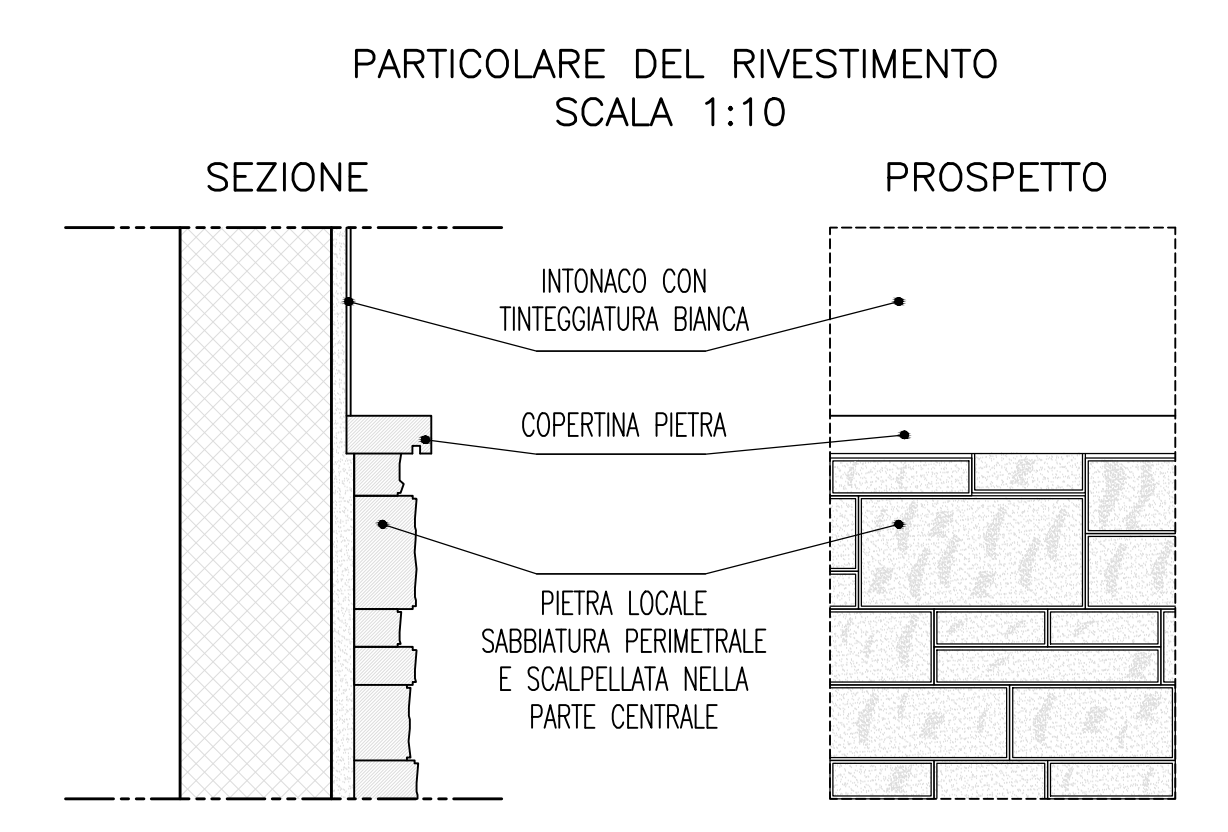 PARTICOLARE DEL RIVESTIMENTO
SCALA 1:10
SEZIONE
PROSPETTO
INTONACO CON
TINTEGGIATURA BIANCA
COPERTINA PIETRA
PIETRA LOCALE
SABBIATURA PERIMETRALE
E SCALPELLATA NELLA
PARTE CENTRALE